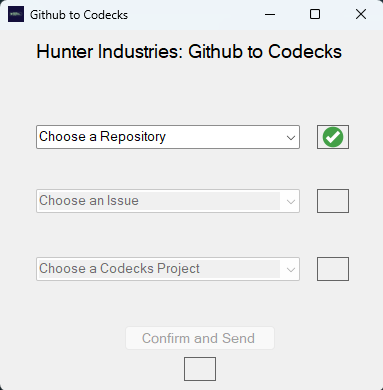 Github to Codecks
Hunter Industries: Github to Codecks
Choose a Repository
Choose an Issue
Choose a Codecks Project
Confirm and Send